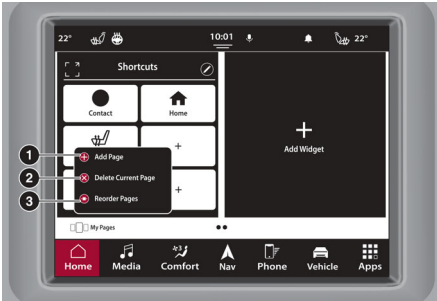 22° 10:01 22°
Shortcuts
Contact Home
+ +
+
Add Widget
1 Add Page
2 Delete Current Page
3 Reorder Pages
My Pages
Home Media Comfort Nav Phone Vehicle Apps